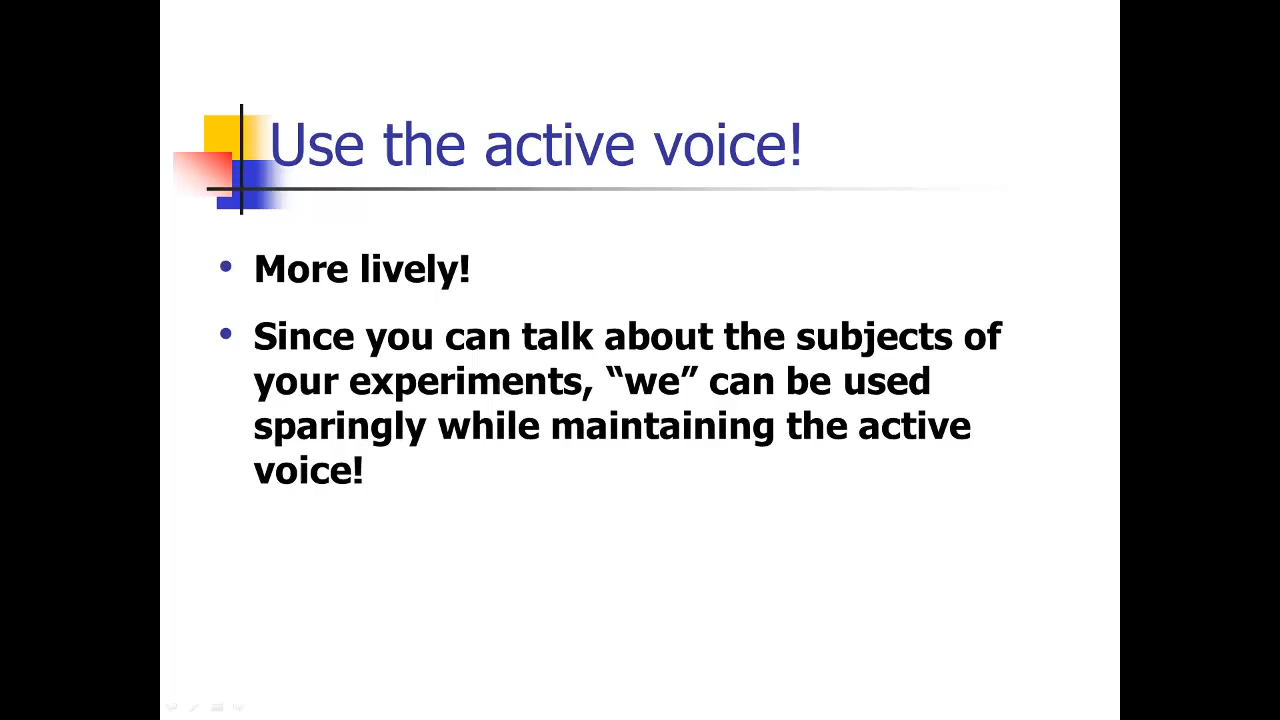 Use the active voice!
• More lively!
• Since you can talk about the subjects of
your experiments, “we” can be used
sparingly while maintaining the active
voice!